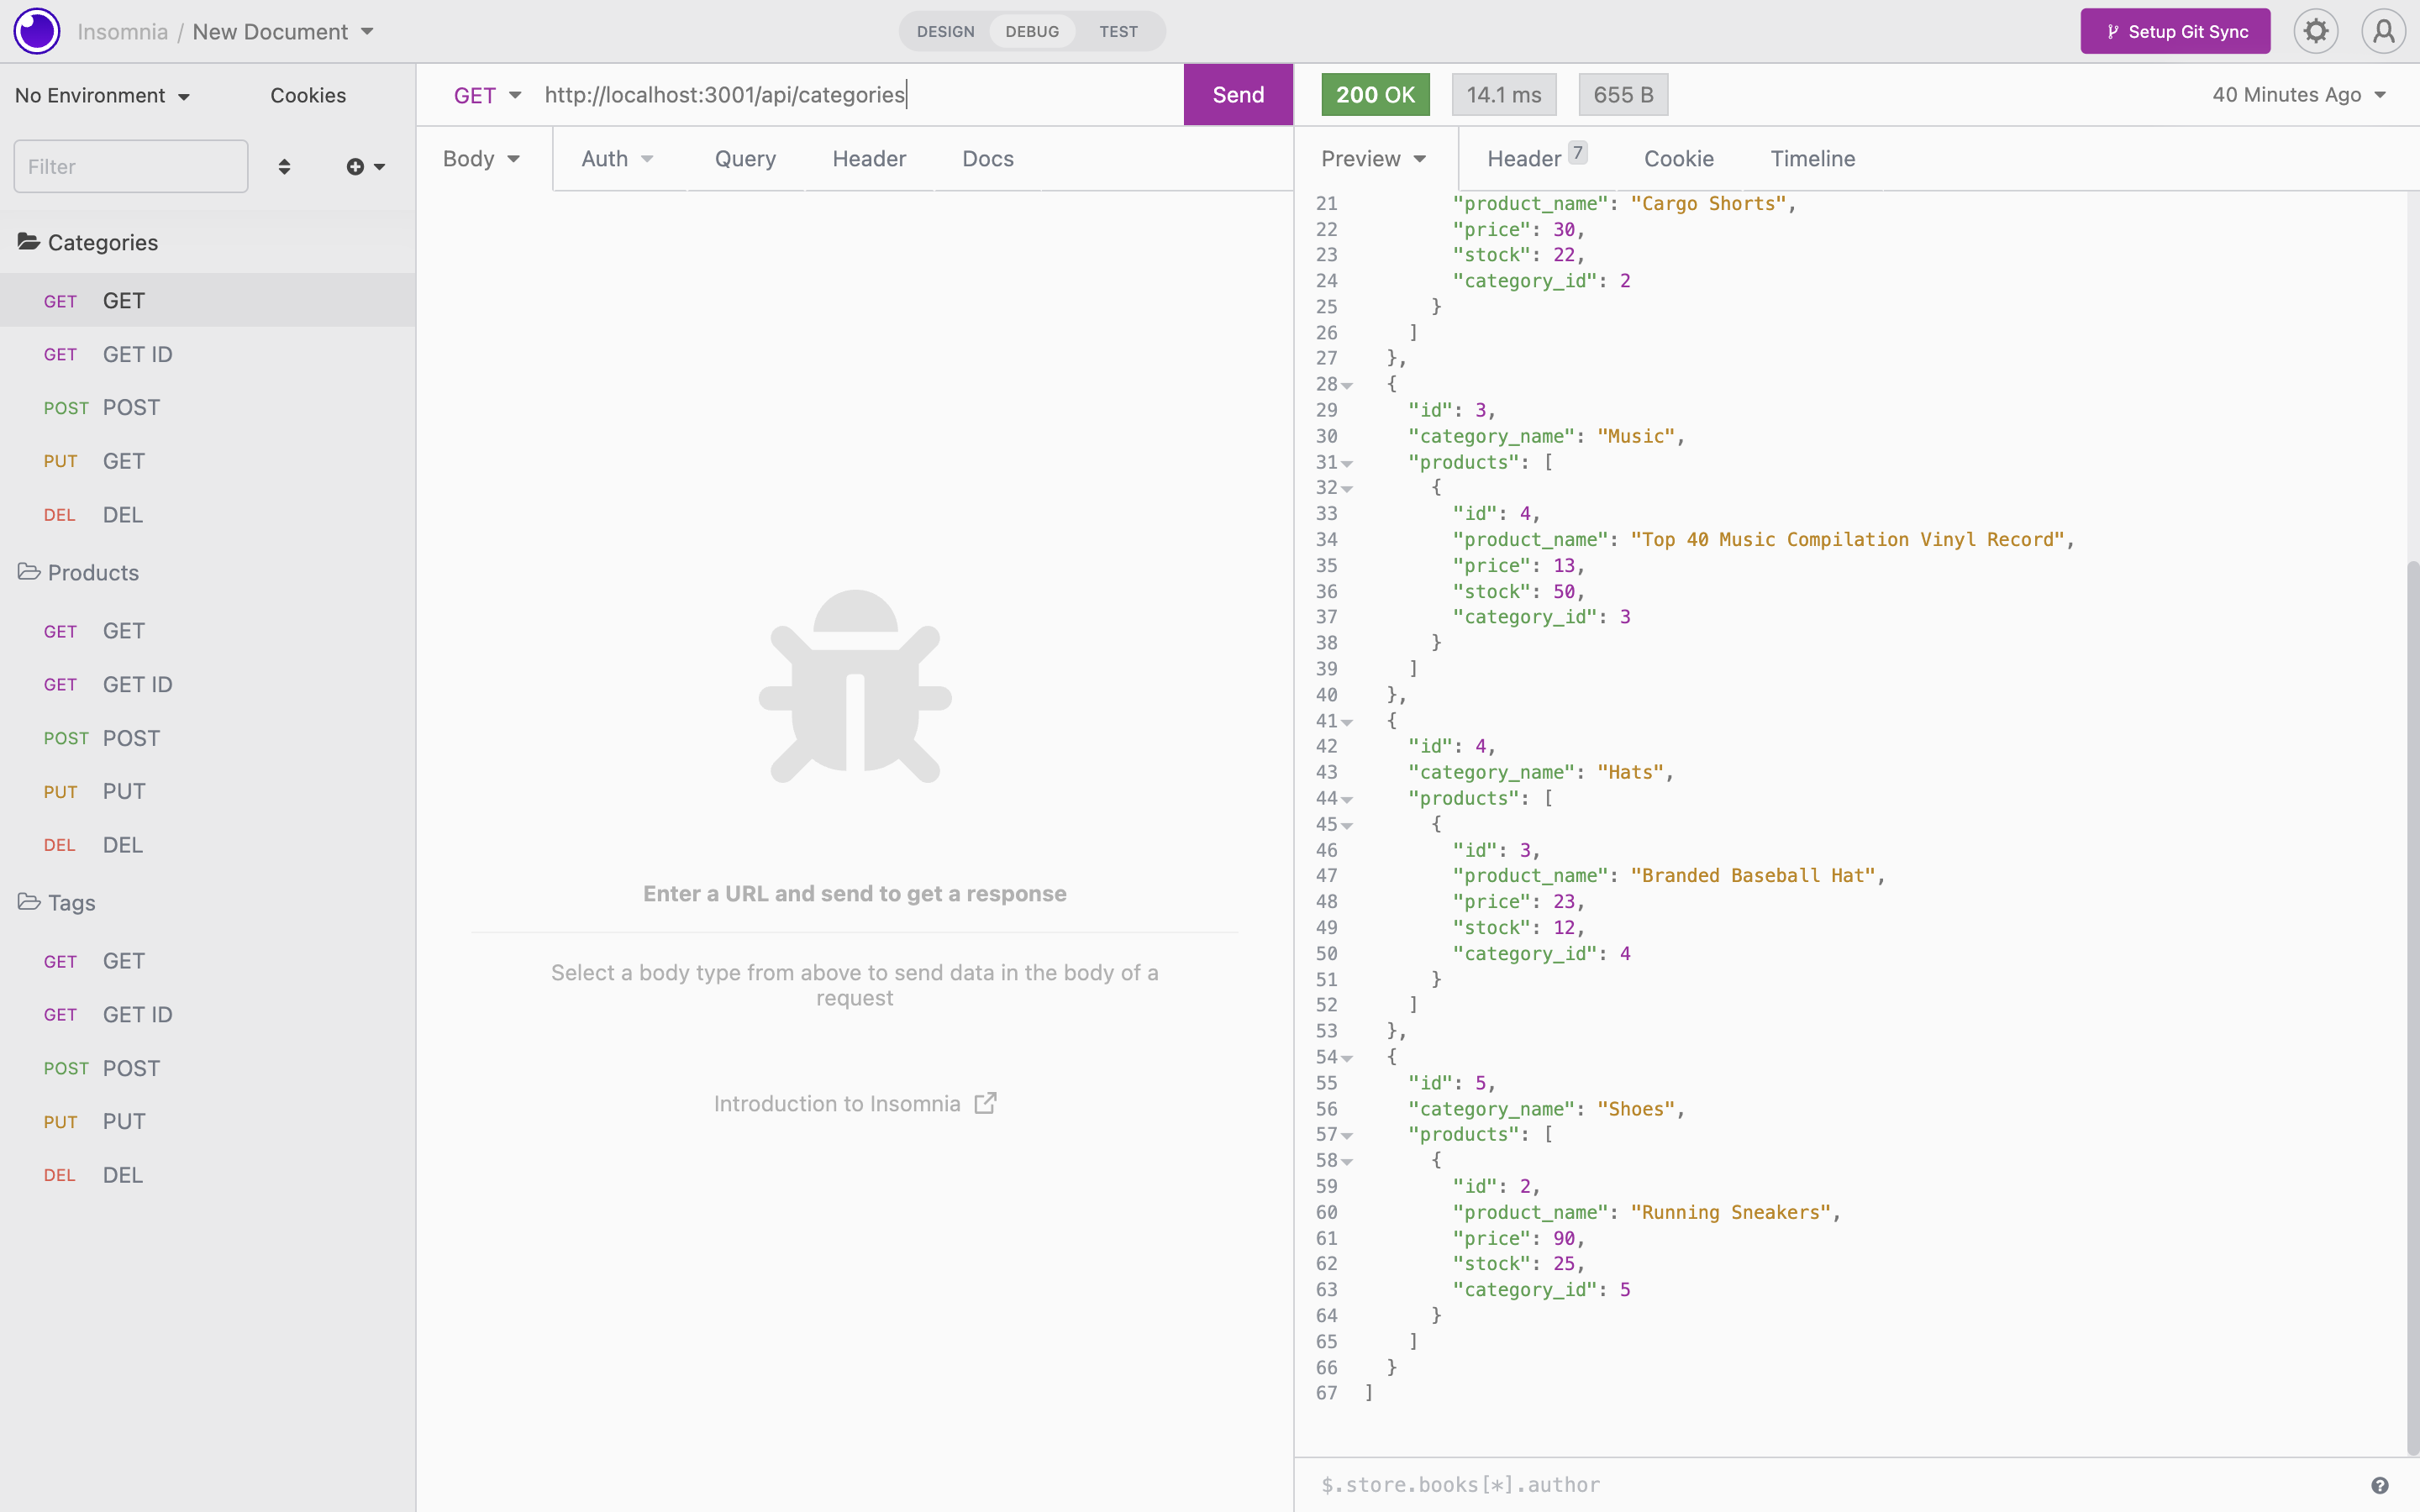 Insomnia / New Document
DESIGN DEBUG TEST
Setup Git Sync
No Environment Cookies
Filter
Categories
GET GET
GET GET ID
POST POST
PUT GET
DEL DEL
Products
GET GET
GET GET ID
POST POST
PUT PUT
DEL DEL
Tags
GET GET
GET GET ID
POST POST
PUT PUT
DEL DEL
GET http://localhost:3001/api/categories Send
Body Auth Query Header Docs
Enter a URL and send to get a response
Select a body type from above to send data in the body of a
request
Introduction to Insomnia
200 OK 14.1 ms 655 B 40 Minutes Ago
Preview Header 7 Cookie Timeline
21 "product_name": "Cargo Shorts",
22 "price": 30,
23 "stock": 22,
24 "category_id": 2
25 }
26 ]
27 },
28 {
29 "id": 3,
30 "category_name": "Music",
31 "products": [
32 {
33 "id": 4,
34 "product_name": "Top 40 Music Compilation Vinyl Record",
35 "price": 13,
36 "stock": 50,
37 "category_id": 3
38 }
39 ]
40 },
41 {
42 "id": 4,
43 "category_name": "Hats",
44 "products": [
45 {
46 "id": 3,
47 "product_name": "Branded Baseball Hat",
48 "price": 23,
49 "stock": 12,
50 "category_id": 4
51 }
52 ]
53 },
54 {
55 "id": 5,
56 "category_name": "Shoes",
57 "products": [
58 {
59 "id": 2,
60 "product_name": "Running Sneakers",
61 "price": 90,
62 "stock": 25,
63 "category_id": 5
64 }
65 ]
66 }
67 ]
$.store.books[*].author